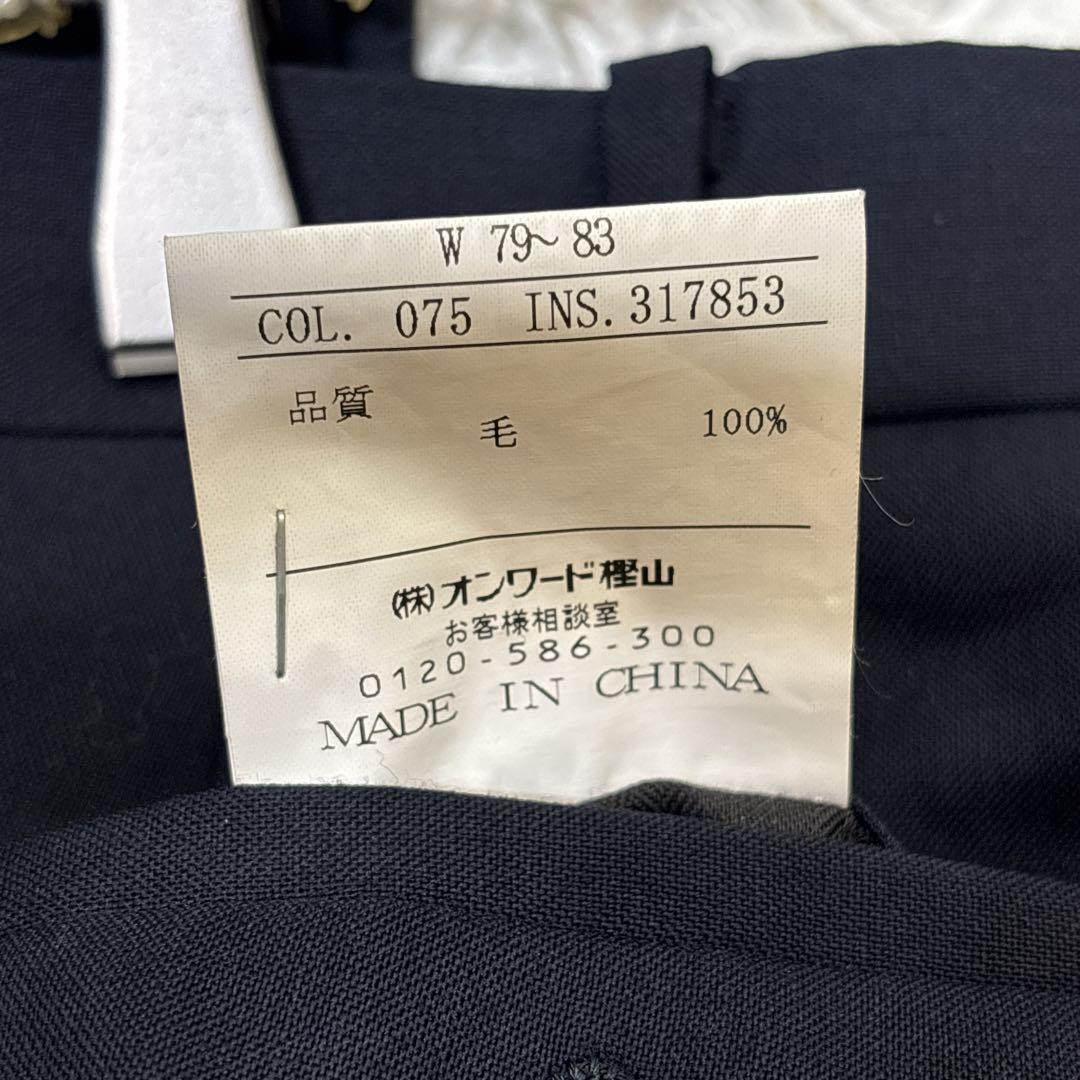 W 79~83
COL. 075 INS.317853
品質
毛 100%
(株)オンワード樫山
お客様相談室
0120-586-300
MADE IN CHINA